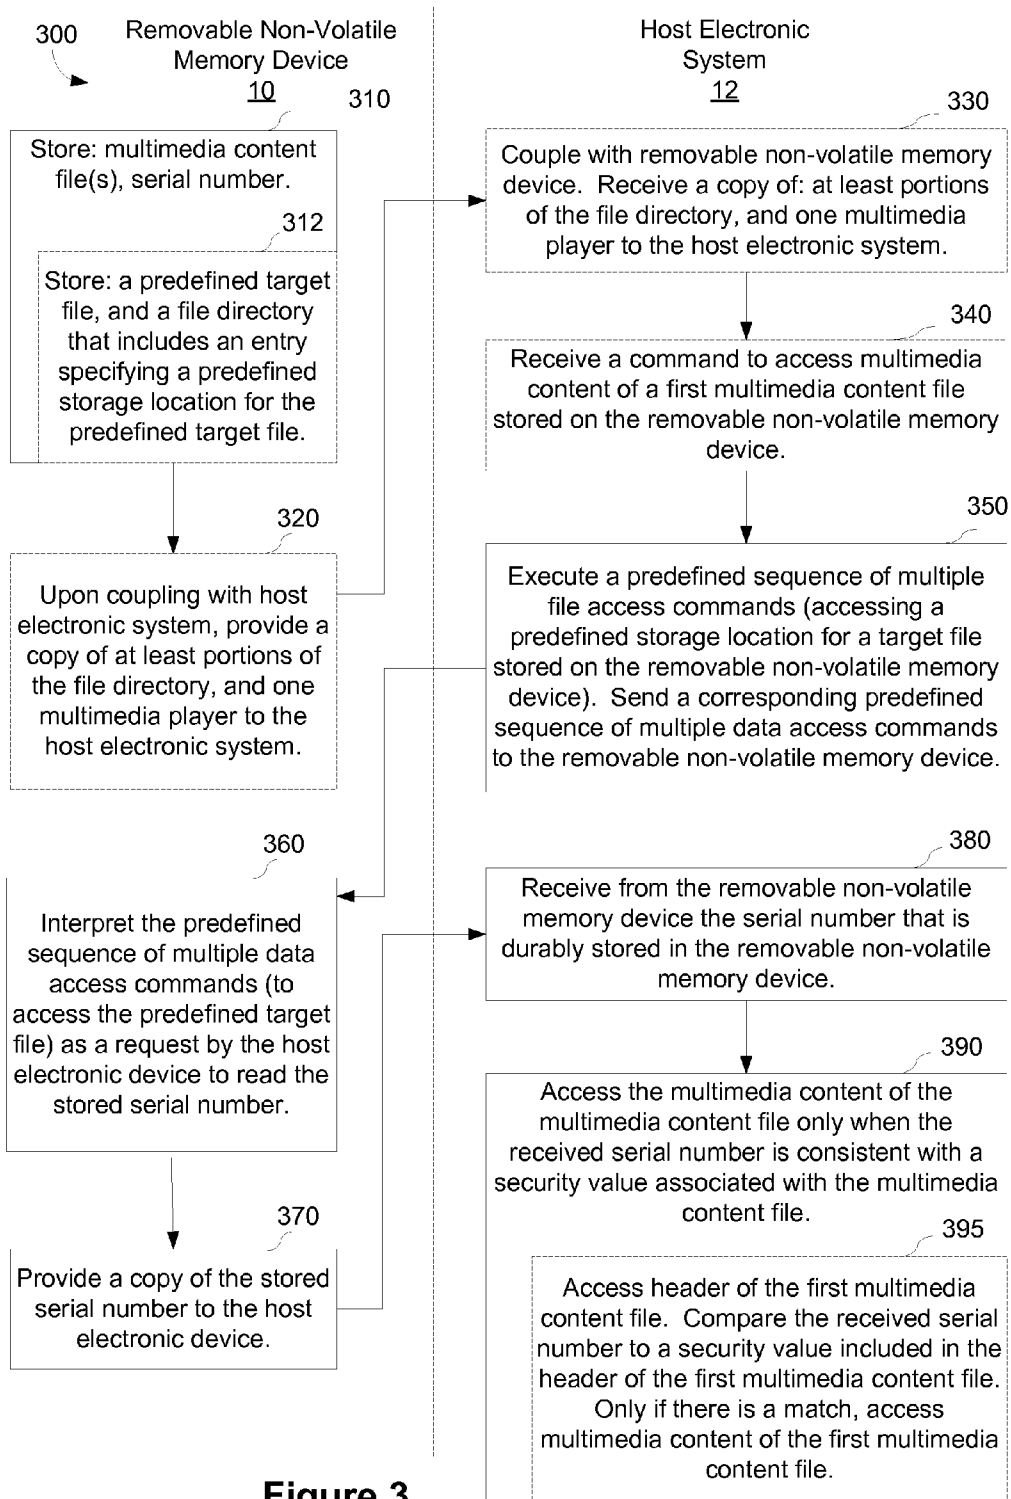 300
Removable Non-Volatile
Memory Device
10
Host Electronic
System
12
310
Store: multimedia content
file(s), serial number.
312
Store: a predefined target
file, and a file directory
that includes an entry
specifying a predefined
storage location for the
predefined target file.
320
Upon coupling with host
electronic system, provide a
copy of at least portions of
the file directory, and one
multimedia player to the
host electronic system.
330
Couple with removable non-volatile memory
device. Receive a copy of: at least portions
of the file directory, and one multimedia
player to the host electronic system.
340
Receive a command to access multimedia
content of a first multimedia content file
stored on the removable non-volatile memory
device.
350
Execute a predefined sequence of multiple
file access commands (accessing a
predefined storage location for a target file
stored on the removable non-volatile memory
device). Send a corresponding predefined
sequence of multiple data access commands
to the removable non-volatile memory device.
360
Interpret the predefined
sequence of multiple data
access commands (to
access the predefined target
file) as a request by the host
electronic device to read the
stored serial number.
370
Provide a copy of the stored
serial number to the host
electronic device.
380
Receive from the removable non-volatile
memory device the serial number that is
durably stored in the removable non-volatile
memory device.
390
Access the multimedia content of the
multimedia content file only when the
received serial number is consistent with a
security value associated with the multimedia
content file.
395
Access header of the first multimedia
content file. Compare the received serial
number to a security value included in the
header of the first multimedia content file.
Only if there is a match, access
multimedia content of the first multimedia
content file.
Figure 3